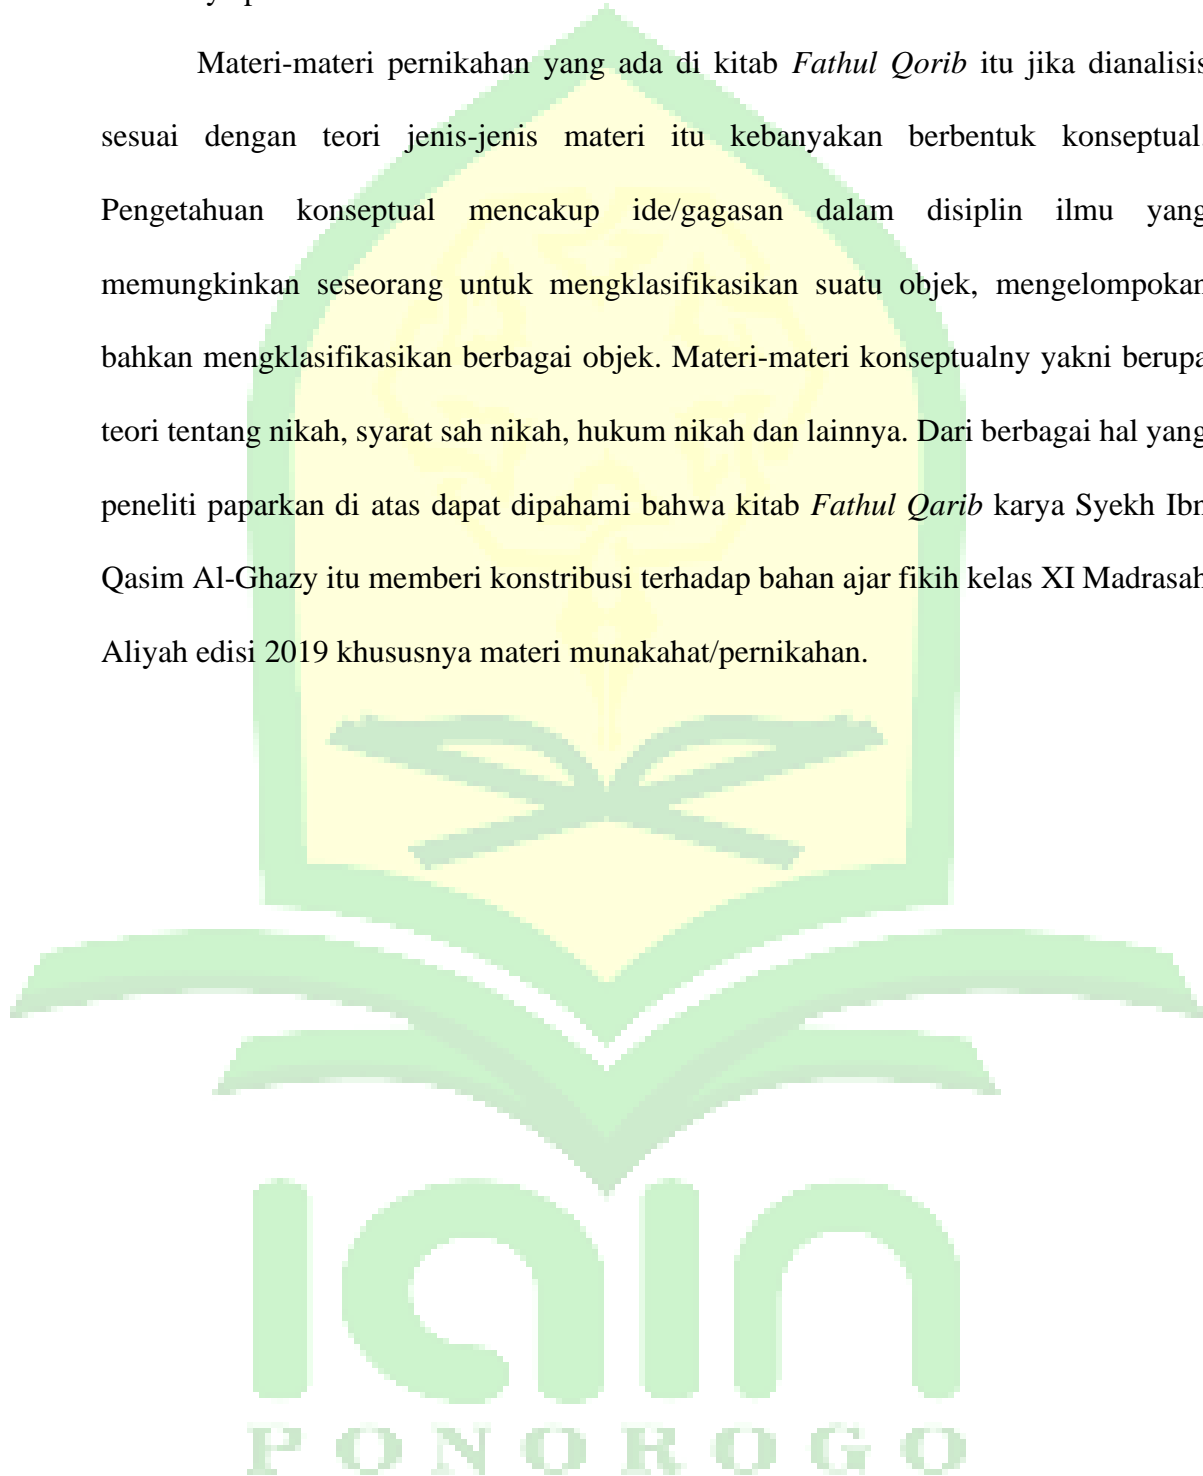 Materi-materi pernikahan yang ada di kitab Fathul Qorib itu jika dianalisis
sesuai dengan teori jenis-jenis materi itu kebanyakan berbentuk konseptual.
Pengetahuan konseptual mencakup ide/gagasan dalam disiplin ilmu yang
memungkinkan seseorang untuk mengklasifikasikan suatu objek, mengelompokan
bahkan mengklasifikasikan berbagai objek. Materi-materi konseptualny yakni berupa
teori tentang nikah, syarat sah nikah, hukum nikah dan lainnya. Dari berbagai hal yang
peneliti paparkan di atas dapat dipahami bahwa kitab Fathul Qarib karya Syekh Ibn
Qasim Al-Ghazy itu memberi konstribusi terhadap bahan ajar fikih kelas XI Madrasah
Aliyah edisi 2019 khususnya materi munakahat/pernikahan.
iain
PONOROGO